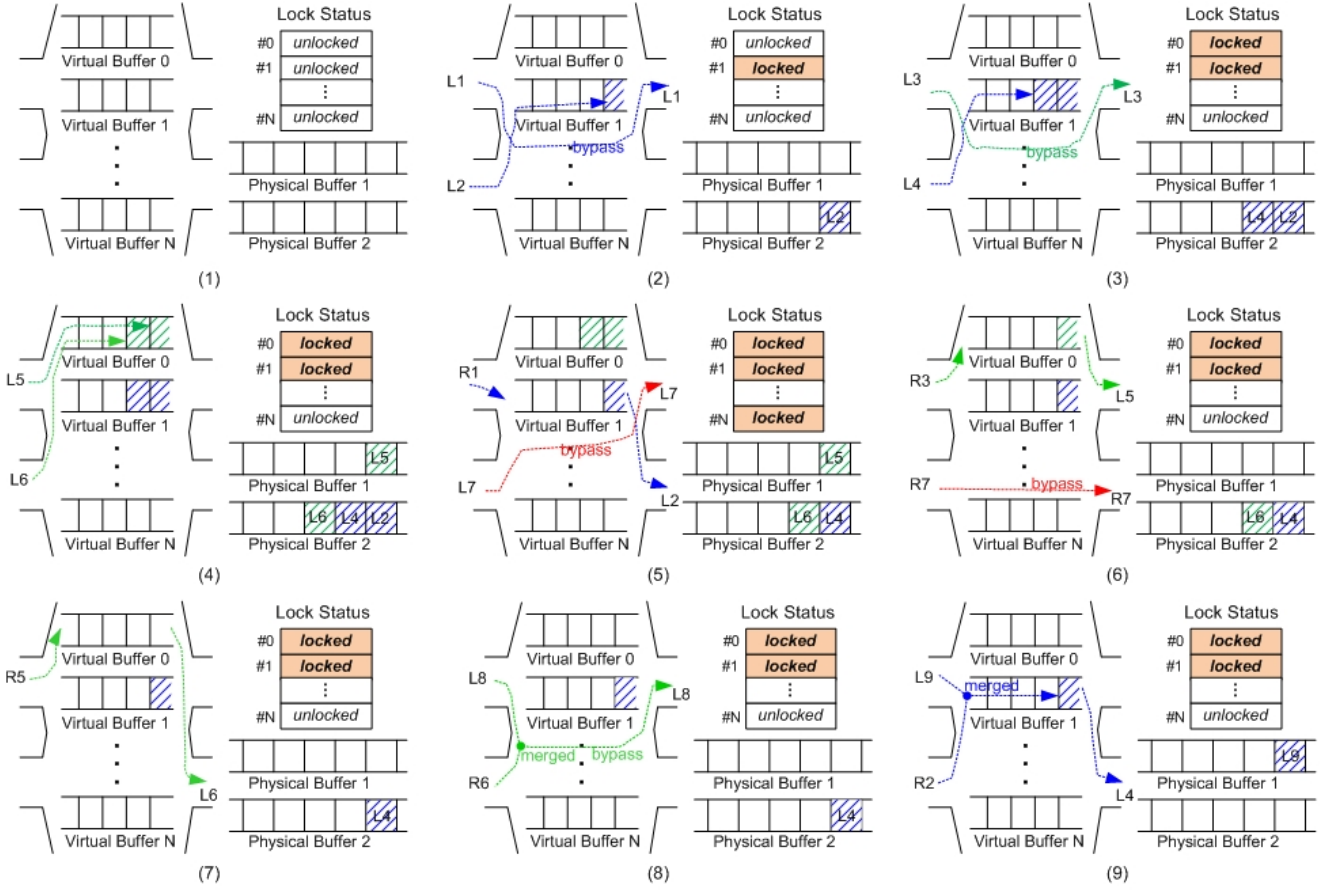 Lock Status
#0 unlocked
Virtual Buffer 0
#1 unlocked
⋮
Virtual Buffer 1
#N unlocked
Physical Buffer 1
Virtual Buffer N
Physical Buffer 2
(1)
Lock Status
#0 unlocked
Virtual Buffer 0
#1 locked
L1
L1
⋮
Virtual Buffer 1
#N unlocked
bypass
L2
Physical Buffer 1
L2
Virtual Buffer N
Physical Buffer 2
(2)
Lock Status
#0 locked
Virtual Buffer 0
#1 locked
L3
L3
⋮
Virtual Buffer 1
#N unlocked
bypass
L4
Physical Buffer 1
L4 L2
Virtual Buffer N
Physical Buffer 2
(3)
Lock Status
#0 locked
Virtual Buffer 0
#1 locked
L5
⋮
Virtual Buffer 1
#N unlocked
L5
L6
Physical Buffer 1
L6 L4 L2
Virtual Buffer N
Physical Buffer 2
(4)
Lock Status
#0 locked
Virtual Buffer 0
R1
#1 locked
L7
⋮
Virtual Buffer 1
#N locked
bypass
L5
L7
L2
Physical Buffer 1
L6 L4
Virtual Buffer N
Physical Buffer 2
(5)
Lock Status
#0 locked
Virtual Buffer 0
#1 locked
R3
L5
⋮
Virtual Buffer 1
#N unlocked
R7
bypass
R7
Physical Buffer 1
L6 L4
Virtual Buffer N
Physical Buffer 2
(6)
Lock Status
#0 locked
Virtual Buffer 0
#1 locked
R5
⋮
Virtual Buffer 1
#N unlocked
Physical Buffer 1
L6
L4
Virtual Buffer N
Physical Buffer 2
(7)
Lock Status
#0 locked
Virtual Buffer 0
#1 locked
L8
L8
⋮
Virtual Buffer 1
#N unlocked
merged bypass
R6
Physical Buffer 1
L4
Virtual Buffer N
Physical Buffer 2
(8)
Lock Status
#0 locked
Virtual Buffer 0
#1 locked
L9
merged
⋮
Virtual Buffer 1
#N unlocked
L9
R2
Physical Buffer 1
L4
Virtual Buffer N
Physical Buffer 2
(9)